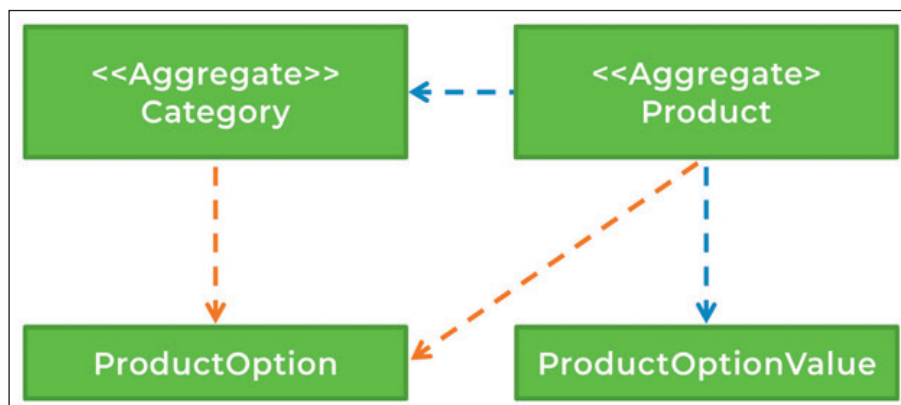 <<Aggregate>>
Category
<<Aggregate>
Product
ProductOption
ProductOptionValue